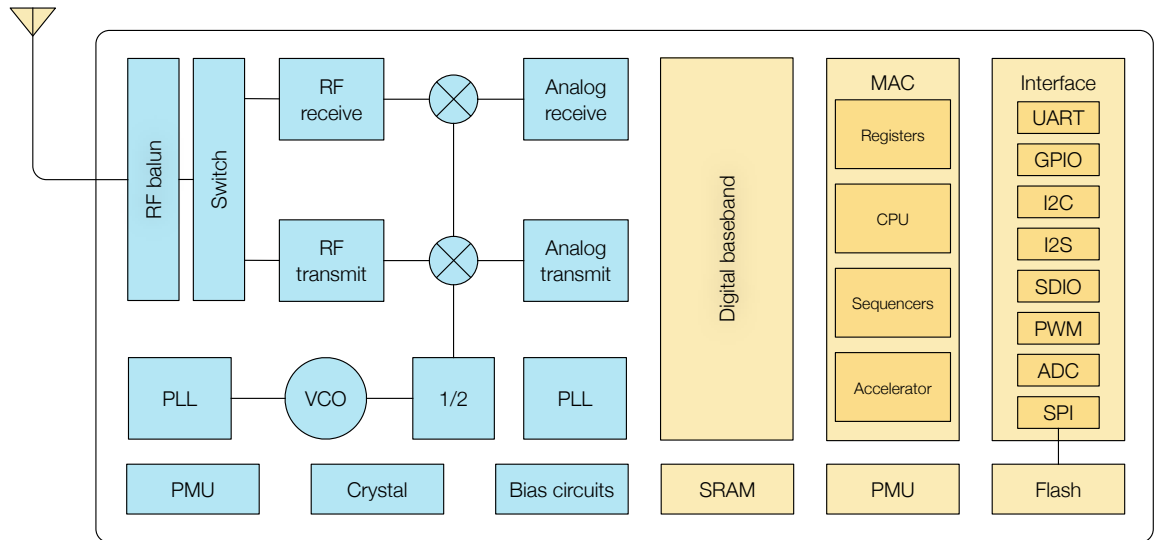 RF balun
Switch
RF
receive
Analog
receive
RF
transmit
Analog
transmit
PLL
VCO
1/2
PLL
PMU
Crystal
Bias circuits
Digital baseband
SRAM
MAC
Registers
CPU
Sequencers
Accelerator
PMU
Interface
UART
GPIO
I2C
I2S
SDIO
PWM
ADC
SPI
Flash